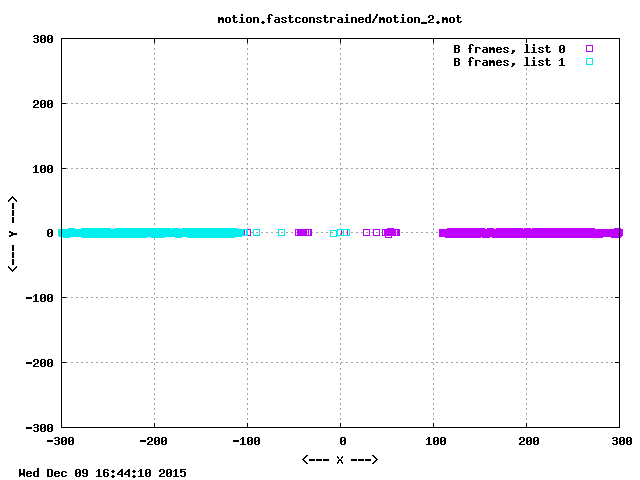 motion.fastconstrained/motion_2.mot
B frames, list 0
B frames, list 1
300
200
100
0
-100
-200
-300
<--- Y --->
-300 -200 -100 0 100 200 300
<--- X --->
Wed Dec 09 16:44:10 2015